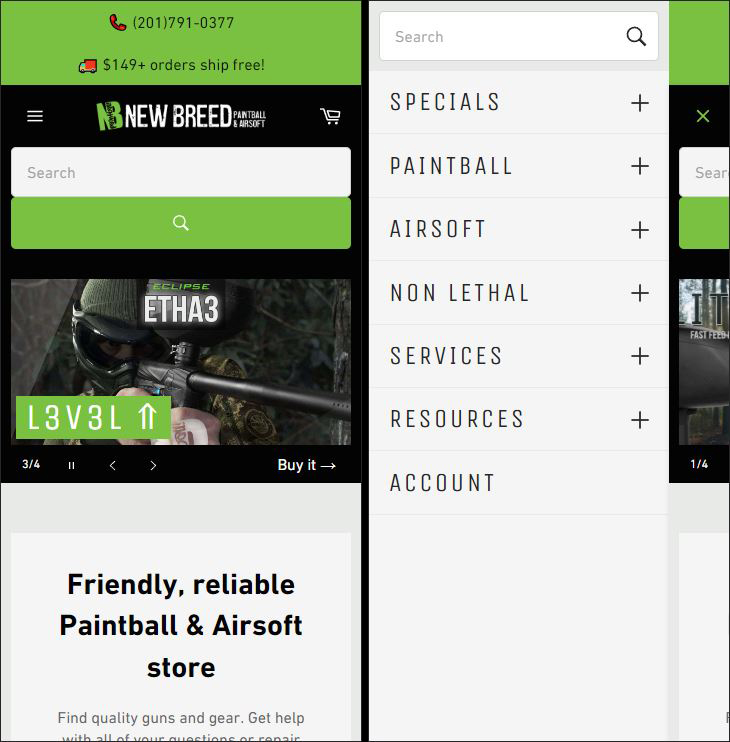 (201)791-0377
$149+ orders ship free!
NEW BREED PAINTBALL & AIRSOFT
Search
ECLIPSE
ETHA3
L3V3L ⇑
3/4
Buy it →
Friendly, reliable
Paintball & Airsoft
store
Find quality guns and gear. Get help
with all of your questions or repair
Search
SPECIALS
PAINTBALL
AIRSOFT
NON LETHAL
SERVICES
RESOURCES
ACCOUNT
Sear
FAST FEED
1/4